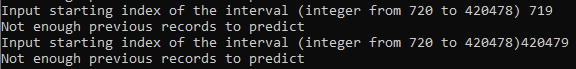 Input starting index of the interval (integer from 720 to 420478) 719
Not enough previous records to predict
Input starting index of the interval (integer from 720 to 420478)420479
Not enough previous records to predict